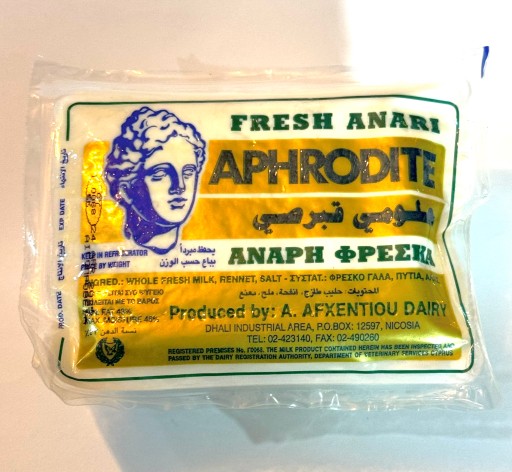 FRESH ANARI
APHRODITE
حلومي قبرصي
ΑΝΑΡΗ ΦΡΕΣΚΑ
يحفظ مبرداً
يباع حسب الوزن
KEEP IN REFRIGERATOR
BY WEIGHT
INGRED.: WHOLE FRESH MILK, RENNET, SALT - ΣΥΣΤΑΤ.: ΦΡΕΣΚΟ ΓΑΛΑ, ΠΥΤΙΑ,
المحتويات: حليب طازج، انفحة، ملح، نعنع
Produced by: A. AFXENTIOU DAIRY
DHALI INDUSTRIAL AREA, P.O.BOX: 12597, NICOSIA
TEL: 02-423140, FAX: 02-490260
REGISTERED PREMISES No. THE MILK PRODUCT CONTAINED HEREIN HAS BEEN INSPECTED AND
PASSED BY THE DAIRY REGISTRATION AUTHORITY, DEPARTMENT OF VETERINARY SERVICES CYPRUS
EXP DATE
PROD. DATE